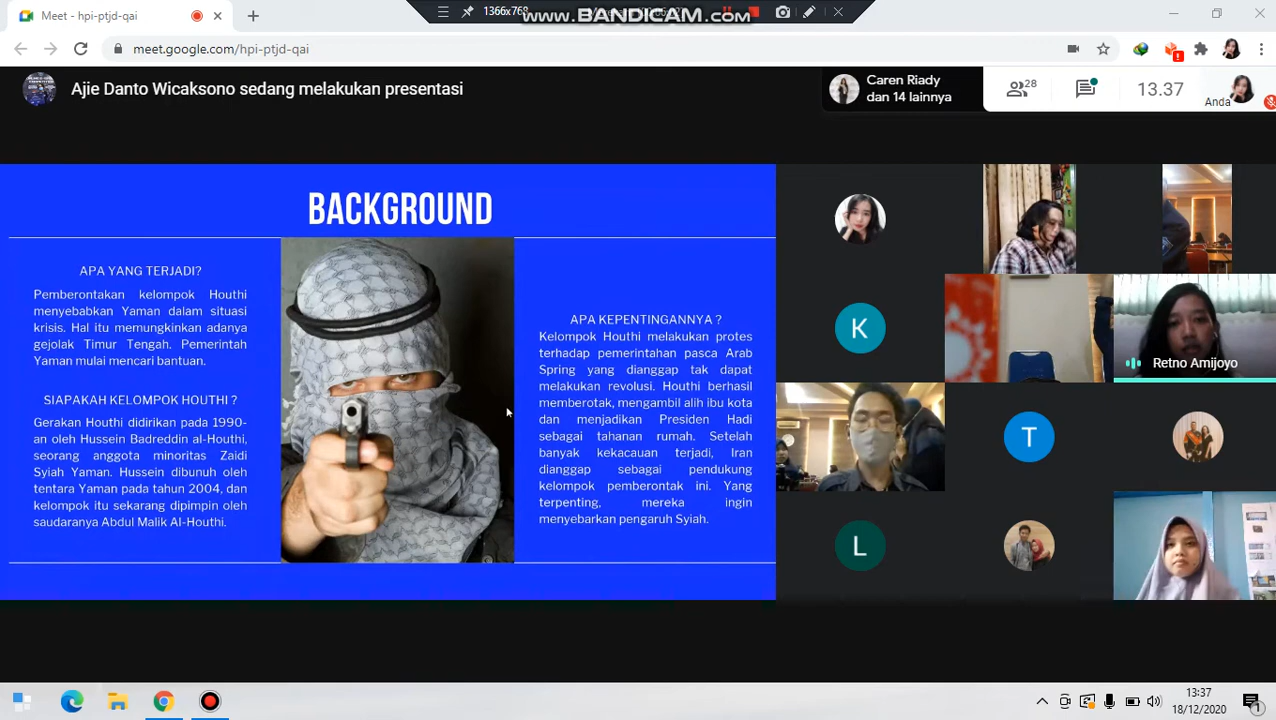 Meet - hpi-ptjd-qai
1366x768
www.BANDICAM.com
meet.google.com/hpi-ptjd-qai
Ajie Danto Wicaksono sedang melakukan presentasi
Caren Riady
dan 14 lainnya
28
13.37
Anda
BACKGROUND
APA YANG TERJADI?
Pemberontakan kelompok Houthi
menyebabkan Yaman dalam situasi
krisis. Hal itu memungkinkan adanya
gejolak Timur Tengah. Pemerintah
Yaman mulai mencari bantuan.
SIAPAKAH KELOMPOK HOUTHI ?
Gerakan Houthi didirikan pada 1990-
an oleh Hussein Badreddin al-Houthi,
seorang anggota minoritas Zaidi
Syiah Yaman. Hussein dibunuh oleh
tentara Yaman pada tahun 2004, dan
kelompok itu sekarang dipimpin oleh
saudaranya Abdul Malik Al-Houthi.
APA KEPENTINGANNYA ?
Kelompok Houthi melakukan protes
terhadap pemerintahan pasca Arab
Spring yang dianggap tak dapat
melakukan revolusi. Houthi berhasil
memberotak, mengambil alih ibu kota
dan menjadikan Presiden Hadi
sebagai tahanan rumah. Setelah
banyak kekacauan terjadi, Iran
dianggap sebagai pendukung
kelompok pemberontak ini. Yang
terpenting, mereka ingin
menyebarkan pengaruh Syiah.
K
Retno Amijoyo
T
L
13:37
18/12/2020
1